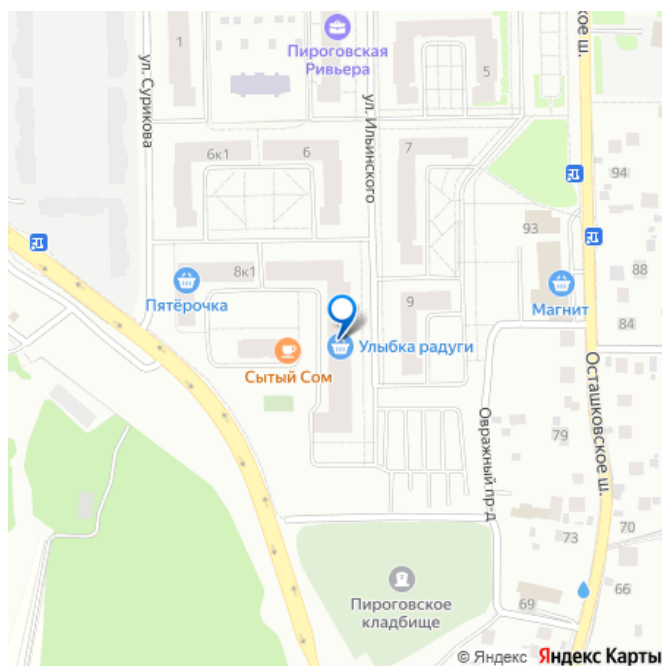 1
Пироговская
Ривьера
5
кое ш.
ул. Сурикова
ул. Ильинского
6к1
6
7
94
93
88
8к1
Пятёрочка
9
Магнит
84
Улыбка радуги
Сытый Сом
Осташковское ш.
Овражный пр-д
79
73
70
Пироговское
кладбище
69
66
© Яндекс Яндекс Карты